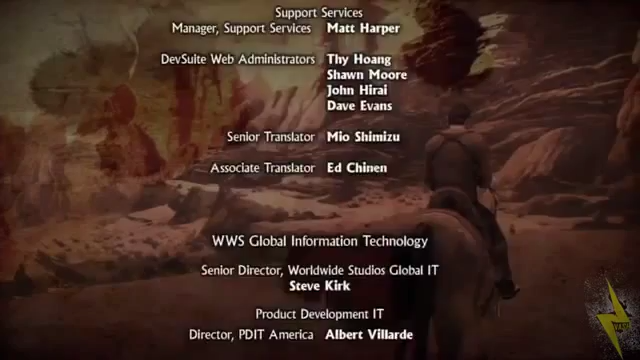 Support Services
Manager, Support Services Matt Harper
DevSuite Web Administrators Thy Hoang
Shawn Moore
John Hirai
Dave Evans
Senior Translator Mio Shimizu
Associate Translator Ed Chinen
WWS Global Information Technology
Senior Director, Worldwide Studios Global IT
Steve Kirk
Product Development IT
Director, PDIT America Albert Villarde